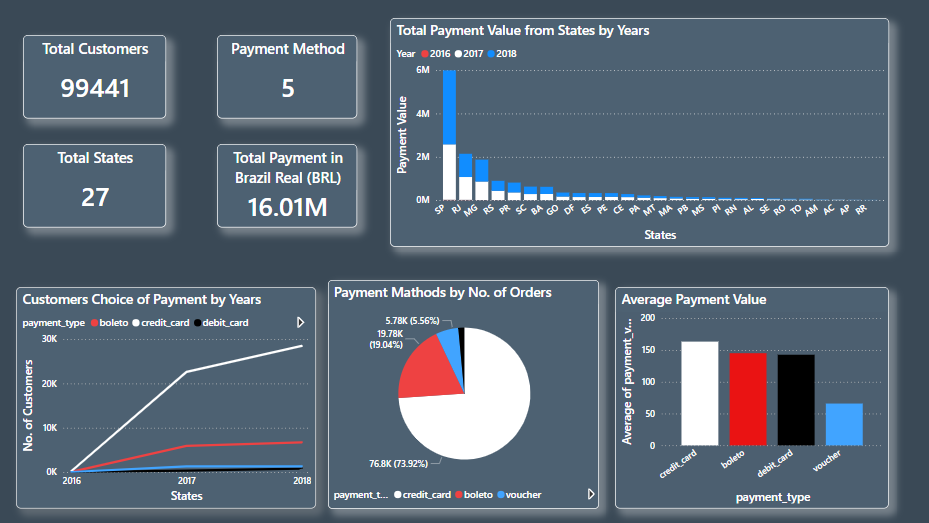 Total Customers
99441
Payment Method
5
Total States
27
Total Payment in
Brazil Real (BRL)
16.01M
Total Payment Value from States by Years
Year 2016 2017 2018
Payment Value
6M
4M
2M
0M
SP RJ MG RS PR SC BA GO DF ES PE CE PA MT MA PB MS PI RN AL SE RO TO AM AC AP RR
States
Customers Choice of Payment by Years
payment_type boleto credit_card debit_card
No. of Customers
30K
20K
10K
0K
2016 2017 2018
States
Payment Mathods by No. of Orders
5.78K (5.56%)
19.78K
(19.04%)
76.8K (73.92%)
payment_t... credit_card boleto voucher
Average Payment Value
Average of payment_v...
200
150
100
50
0
credit_card boleto debit_card voucher
payment_type